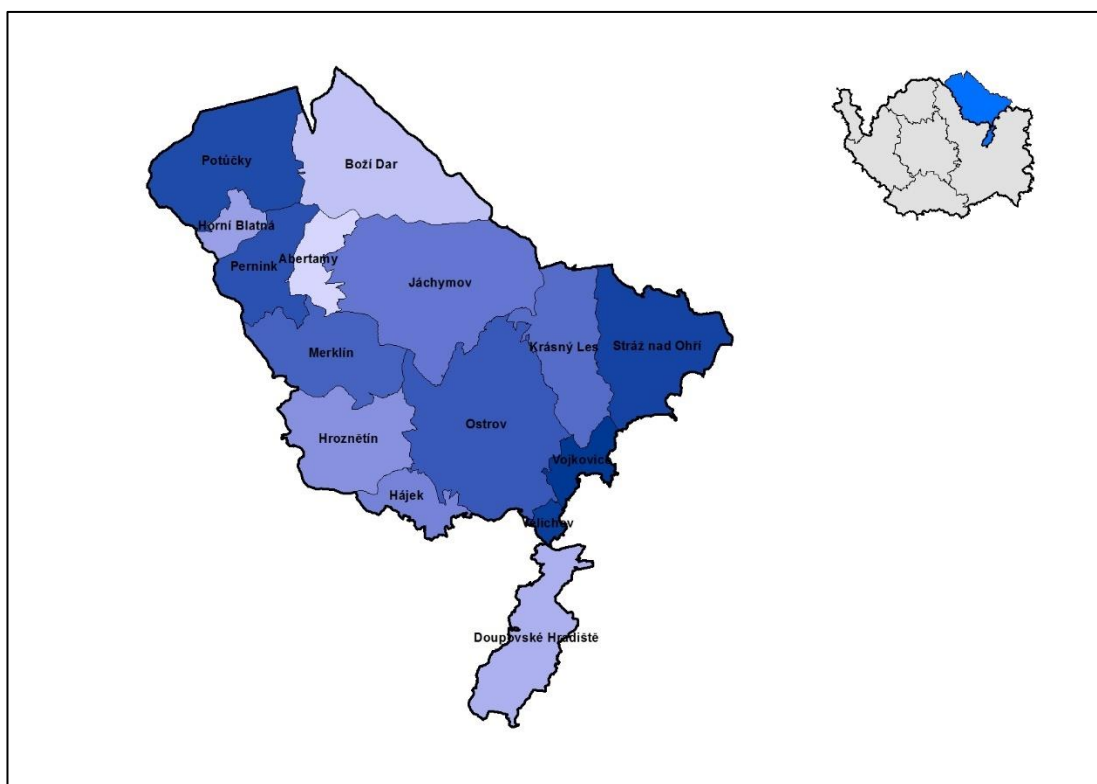 Potůčky
Boží Dar
Horní Blatná
Pernink
Abertamy
Jáchymov
Merklín
Krásný Les
Stráž nad Ohří
Ostrov
Hroznětín
Vojkovice
Hájek
Velichov
Doupovské Hradiště